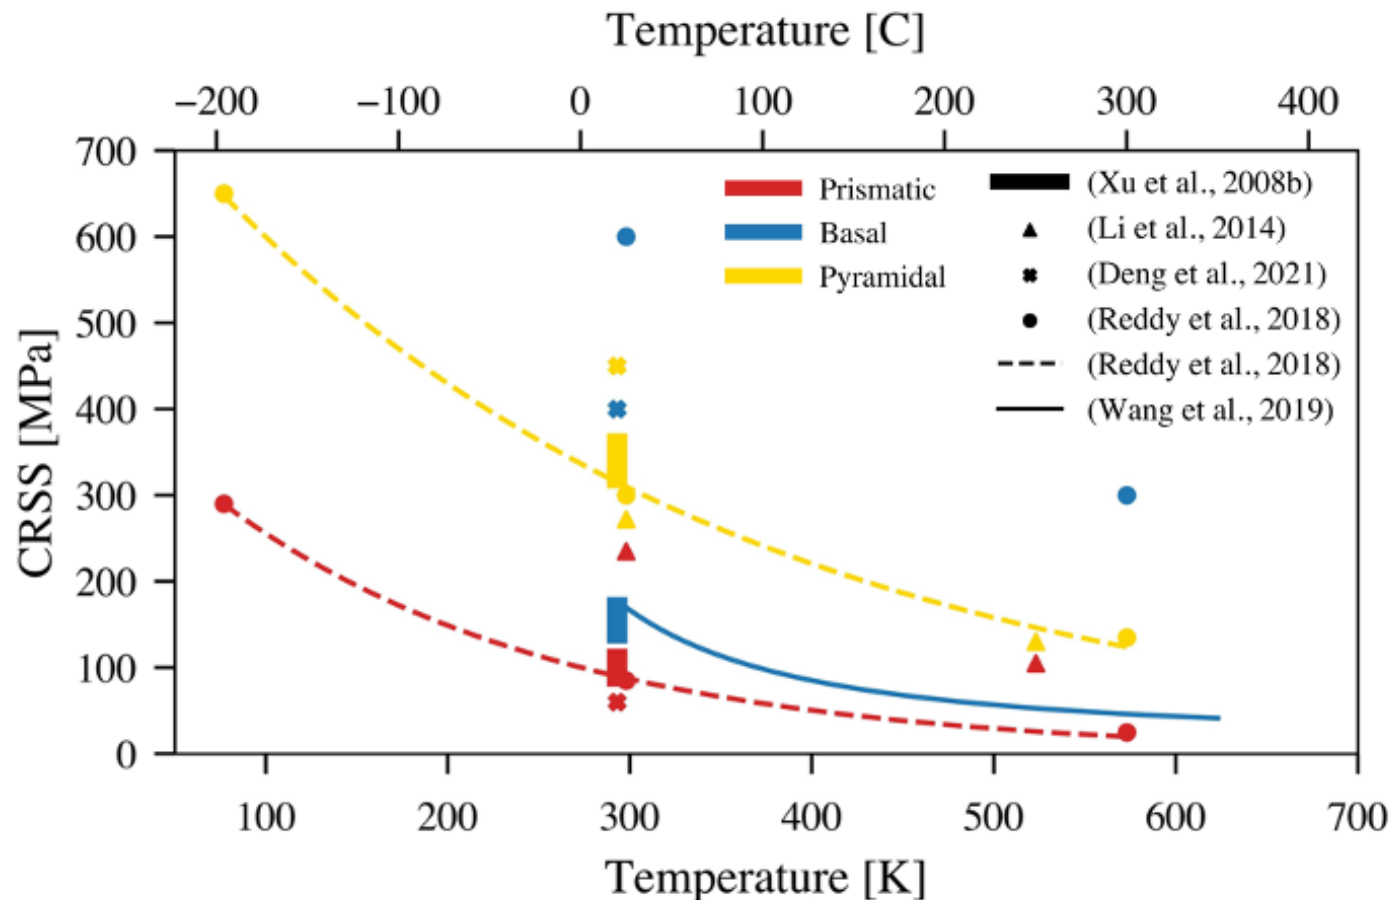 Temperature [C]
−200 −100 0 100 200 300 400
700
600
500
400
300
200
100
0
CRSS [MPa]
Prismatic
Basal
Pyramidal
(Xu et al., 2008b)
(Li et al., 2014)
(Deng et al., 2021)
(Reddy et al., 2018)
(Reddy et al., 2018)
(Wang et al., 2019)
100 200 300 400 500 600 700
Temperature [K]